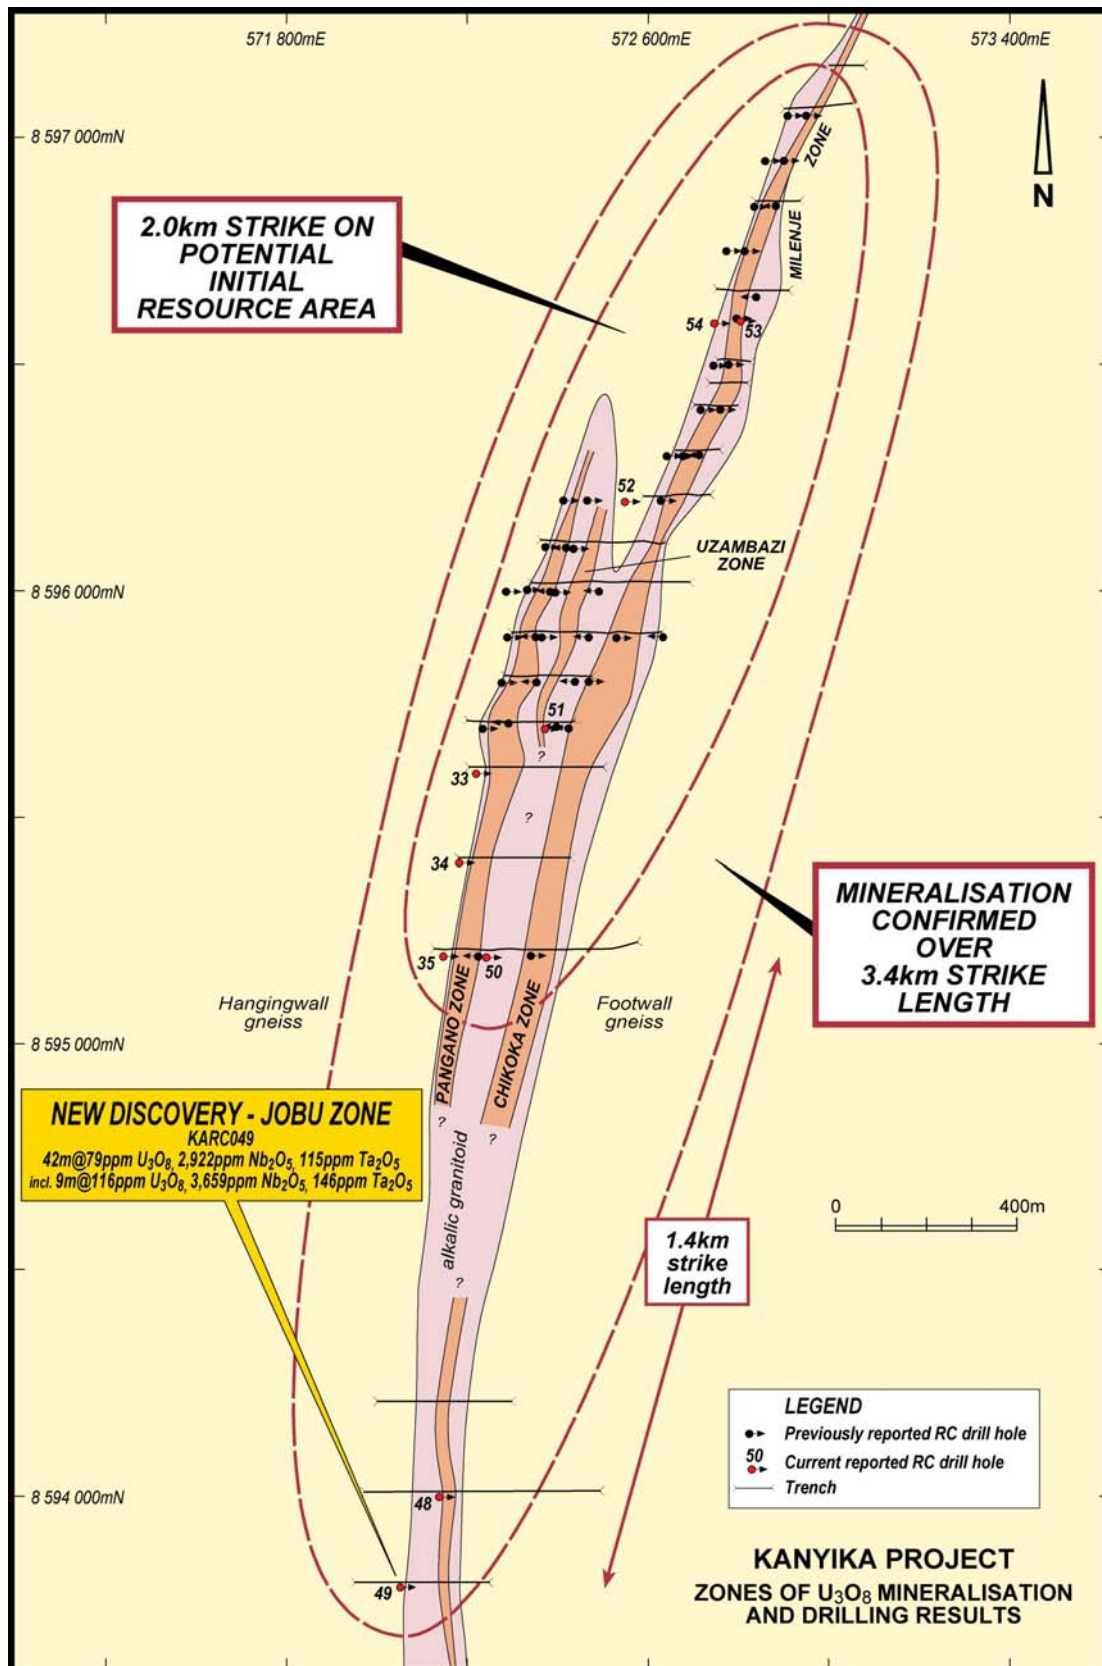 571 800mE
572 600mE
573 400mE
8 597 000mN
N
2.0km STRIKE ON
POTENTIAL
INITIAL
RESOURCE AREA
ZONE
MILENJE
54
53
52
UZAMBAZI
ZONE
8 596 000mN
51
?
33
?
34
MINERALISATION
CONFIRMED
OVER
3.4km STRIKE
LENGTH
35
50
Hangingwall
gneiss
PANGANO ZONE
CHIKOKA ZONE
Footwall
gneiss
8 595 000mN
NEW DISCOVERY - JOBU ZONE
KARC049
42m@79ppm U3O8, 2,922ppm Nb2O5, 115ppm Ta2O5
incl. 9m@116ppm U3O8, 3,659ppm Nb2O5, 146ppm Ta2O5
?
?
alkalic granitoid
?
0 400m
1.4km
strike
length
LEGEND
Previously reported RC drill hole
50
Current reported RC drill hole
Trench
8 594 000mN
48
49
KANYIKA PROJECT
ZONES OF U3O8 MINERALISATION
AND DRILLING RESULTS